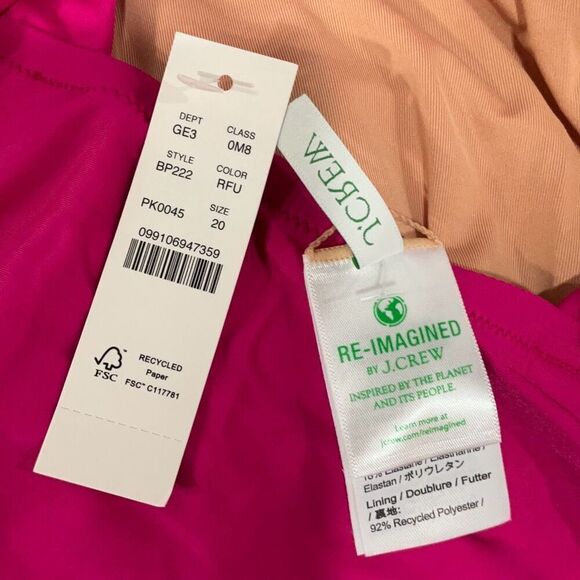 DEPT
GE3
CLASS
0M8
STYLE
BP222
COLOR
RFU
PK0045
SIZE
20
099106947359
FSC
RECYCLED
Paper
FSC™ C117781
J.CREW
RE-IMAGINED
BY J.CREW
INSPIRED BY THE PLANET
AND ITS PEOPLE.
Learn more at
jcrew.com/reimagined
Elastan / ポリウレタン
Lining / Doublure / Futter
/ 裏地:
92% Recycled Polyester /